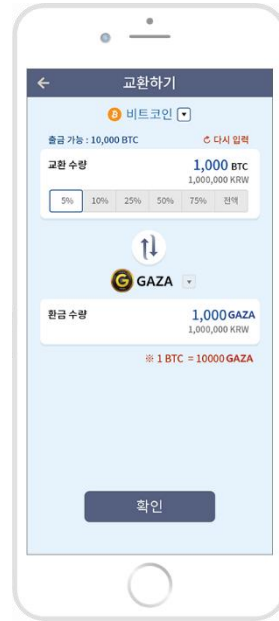 교환하기
비트코인
출금 가능 : 10,000 BTC 다시 입력
교환 수량 1,000 BTC
1,000,000 KRW
5% 10% 25% 50% 75% 전액
G GAZA
환금 수량 1,000 GAZA
1,000,000 KRW
※ 1 BTC = 10000 GAZA
확인